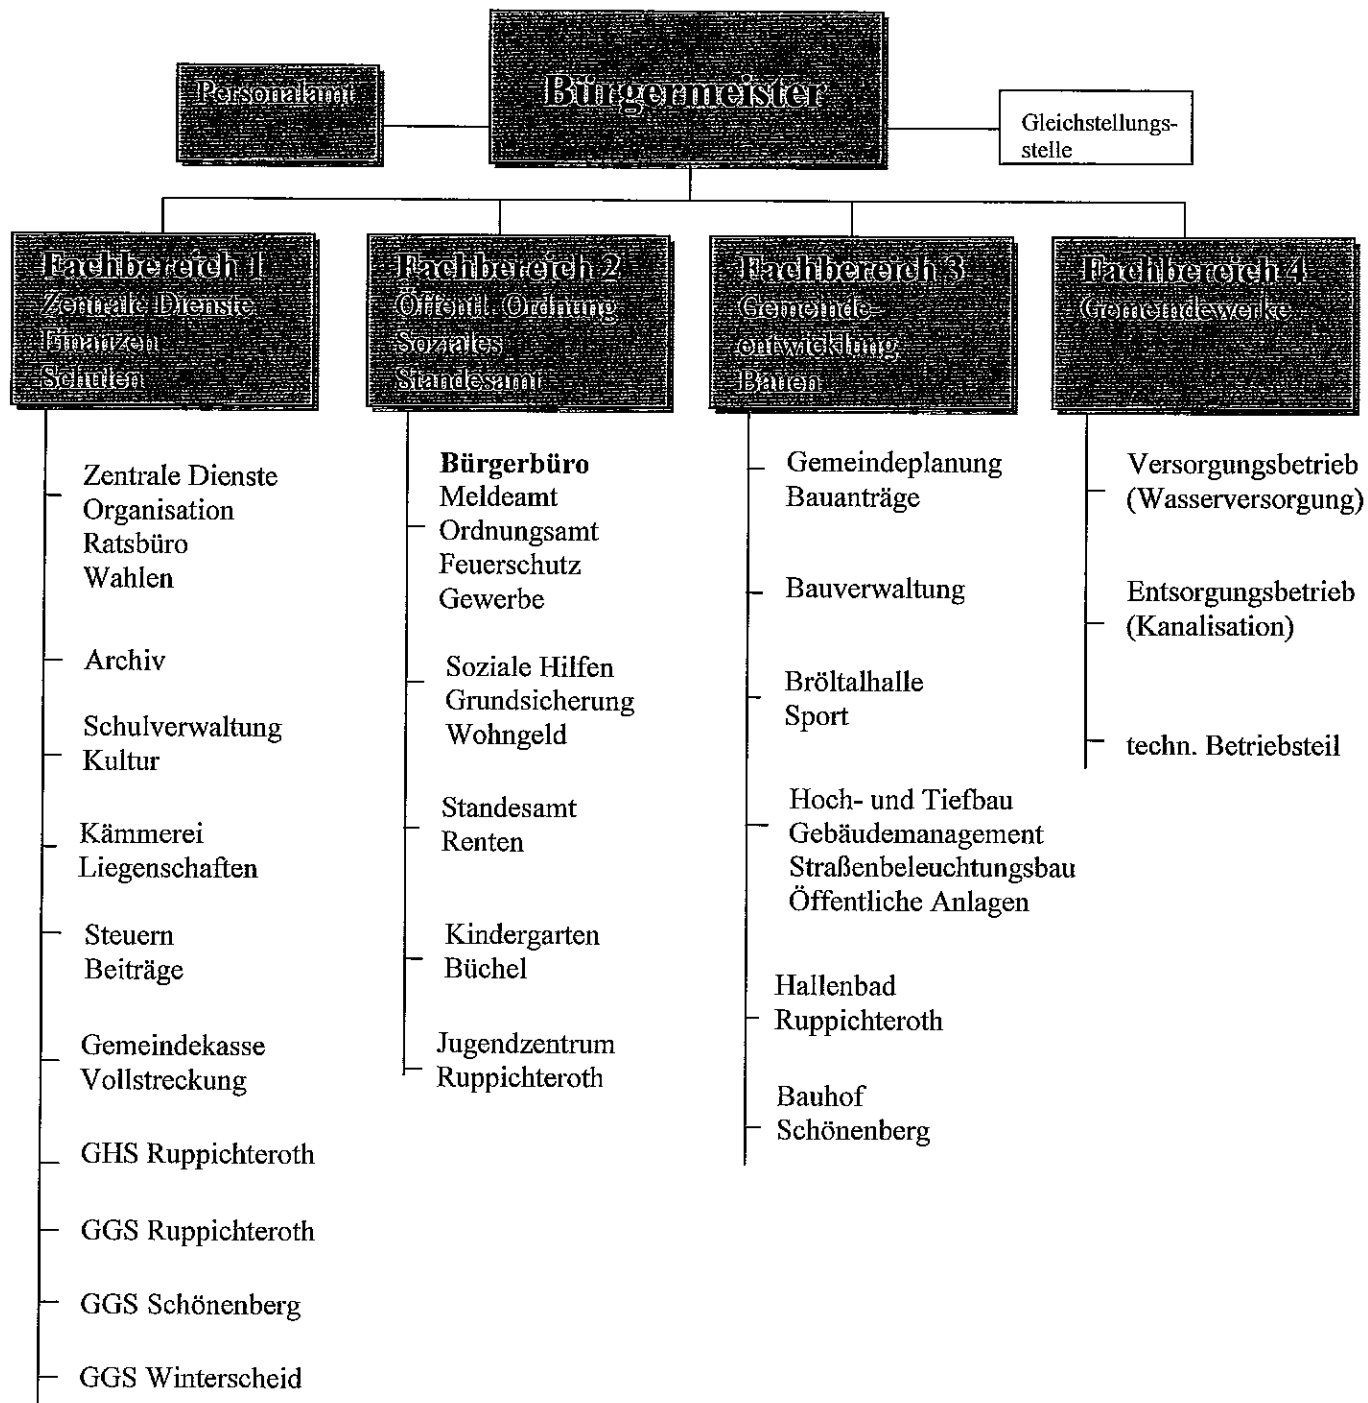 Personalamt
Bürgermeister
Gleichstellungs-
stelle
Fachbereich 1
Zentrale Dienste
Finanzen
Schulen
Zentrale Dienste
Organisation
Ratsbüro
Wahlen
Archiv
Schulverwaltung
Kultur
Kämmerei
Liegenschaften
Steuern
Beiträge
Gemeindekasse
Vollstreckung
GHS Ruppichteroth
GGS Ruppichteroth
GGS Schönenberg
GGS Winterscheid
Fachbereich 2
Öffentl. Ordnung
Soziales
Standesamt
Bürgerbüro
Meldeamt
Ordnungsamt
Feuerschutz
Gewerbe
Soziale Hilfen
Grundsicherung
Wohngeld
Standesamt
Renten
Kindergarten
Büchel
Jugendzentrum
Ruppichteroth
Fachbereich 3
Gemeinde-
entwicklung
Bauen
Gemeindeplanung
Bauanträge
Bauverwaltung
Bröltalhalle
Sport
Hoch- und Tiefbau
Gebäudemanagement
Straßenbeleuchtungsbau
Öffentliche Anlagen
Hallenbad
Ruppichteroth
Bauhof
Schönenberg
Fachbereich 4
Gemeindewerke
Versorgungsbetrieb
(Wasserversorgung)
Entsorgungsbetrieb
(Kanalisation)
techn. Betriebsteil